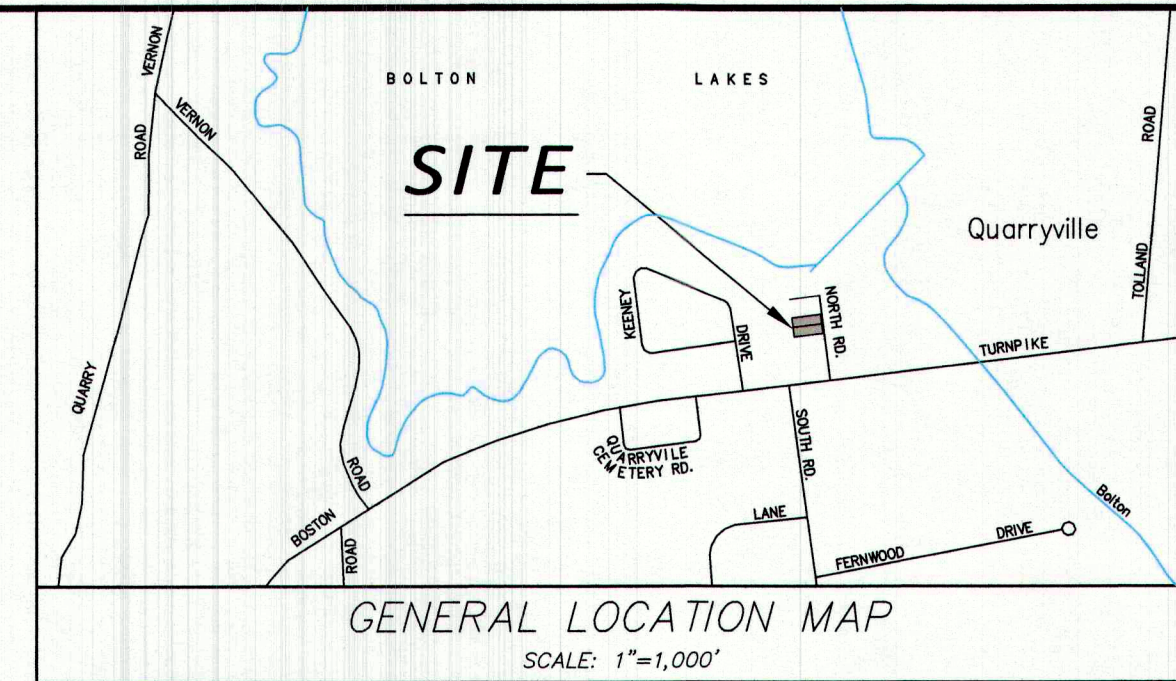 BOLTON LAKES
SITE
VERNON
ROAD
VERNON
ROAD
QUARRY
ROAD
BOSTON
ROAD
KEENEY
DRIVE
NORTH RD.
Quarryville
ROAD
TOLLAND
TURNPIKE
QUARRYVILE
CEMETERY RD.
SOUTH RD.
LANE
FERNWOOD DRIVE
Bolton
GENERAL LOCATION MAP
SCALE: 1"=1,000'